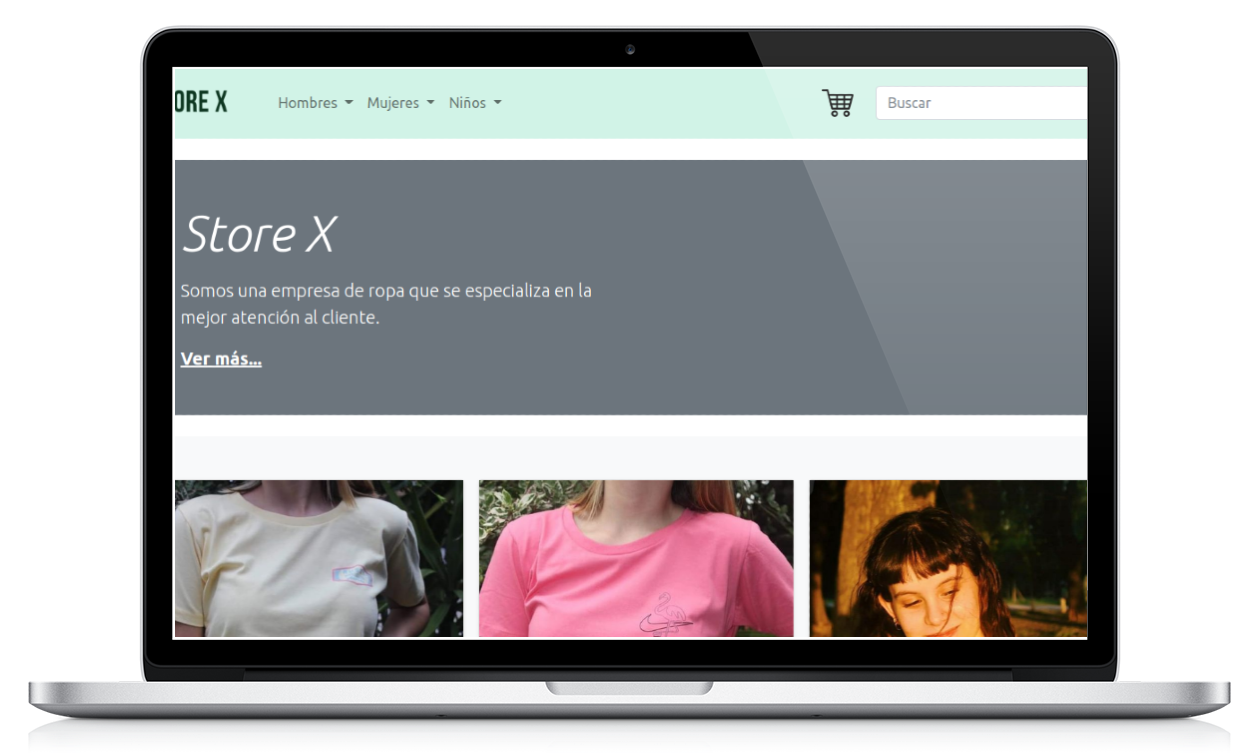 ORE X
Hombres Mujeres Niños
Buscar
Store X
Somos una empresa de ropa que se especializa en la
mejor atención al cliente.
Ver más...